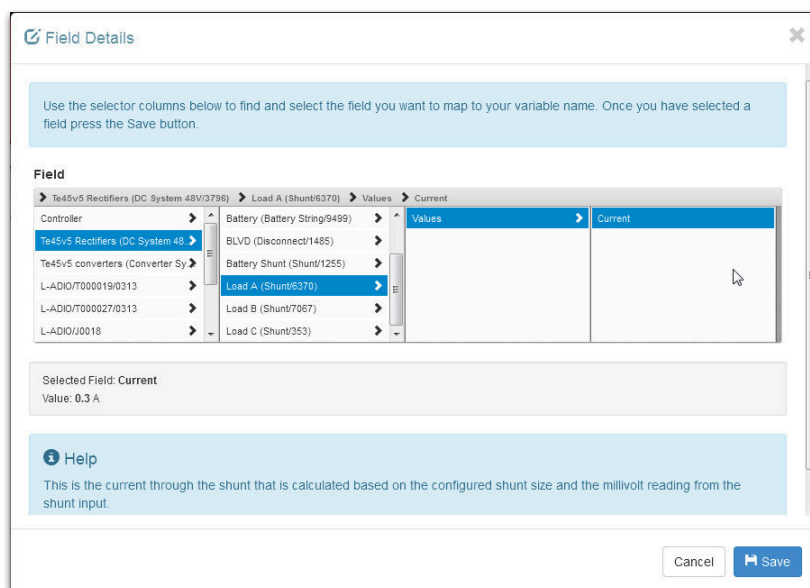 Field Details
Use the selector columns below to find and select the field you want to map to your variable name. Once you have selected a
field press the Save button.
Field
Te45v5 Rectifiers (DC System 48V/3796) Load A (Shunt/6370) Values Current
Controller
Te45v5 Rectifiers (DC System 48..
Te45v5 converters (Converter Sy..
L-ADIO/T000019/0313
L-ADIO/T000027/0313
L-ADIO/J0018
Battery (Battery String/9499)
BLVD (Disconnect/1485)
Battery Shunt (Shunt/1255)
Load A (Shunt/6370)
Load B (Shunt/7067)
Load C (Shunt/353)
Values
Current
Selected Field: Current
Value: 0.3 A
Help
This is the current through the shunt that is calculated based on the configured shunt size and the millivolt reading from the
shunt input.
Cancel
Save